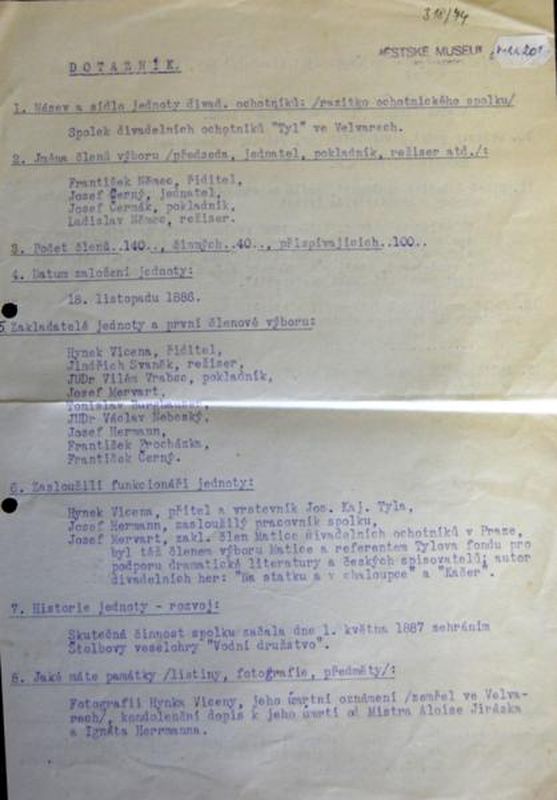 318/44
MĚSTSKÉ MUSEUM
DOTAZNÍK.
1. Název a sídlo jednoty divad. ochotníků: /razítko ochotnického spolku/
Spolek divadelních ochotníků "Tyl" ve Velvarech.
2. Jména členů výboru /předseda, jednatel, pokladník, režiser atd./:
František Němec, řiditel,
Josef Černý, jednatel,
Josef Čermák, pokladník,
Ladislav Němec, režiser.
3. Počet členů..140.., činných..40.., přispívajících..100..
4. Datum založení jednoty:
18. listopadu 1886.
5 Zakladatelé jednoty a první členové výboru:
Hynek Vicena, řiditel,
Jindřich Svaněk, režiser,
JUDr Vilém Vrabec, pokladník,
Josef Mervart,
Tonislav Burghauser,
JUDr Václav Nebeský,
Josef Hermann,
František Procházka,
František Černý.
6. Zasloužilí funkcionáři jednoty:
Hynek Vicena, přítel a vrstevník Jos. Kaj. Tyla,
Josef Hermann, zasloužilý pracovník spolku,
Josef Mervart, zakl. člen Matice divadelních ochotníků v Praze,
byl též členem výboru Matice a referentem Tylova fondu pro
podporu dramatické literatury a českých spisovatelů, autor
divadelních her: "Na statku a v chaloupce" a "Kačer".
7. Historie jednoty - rozvoj:
Skutečná činnost spolku začala dne 1. května 1887 sehráním
Štolbovy veselohry "Vodní družstvo".
8. Jaké máte památky /listiny, fotografie, předměty/:
Fotografii Hynka Viceny, jeho úmrtní oznámení /zemřel ve Velva-
rech/, kondolenční dopis k jeho úmrtí od Mistra Aloise Jiráska
a Ignáta Herrmanna.